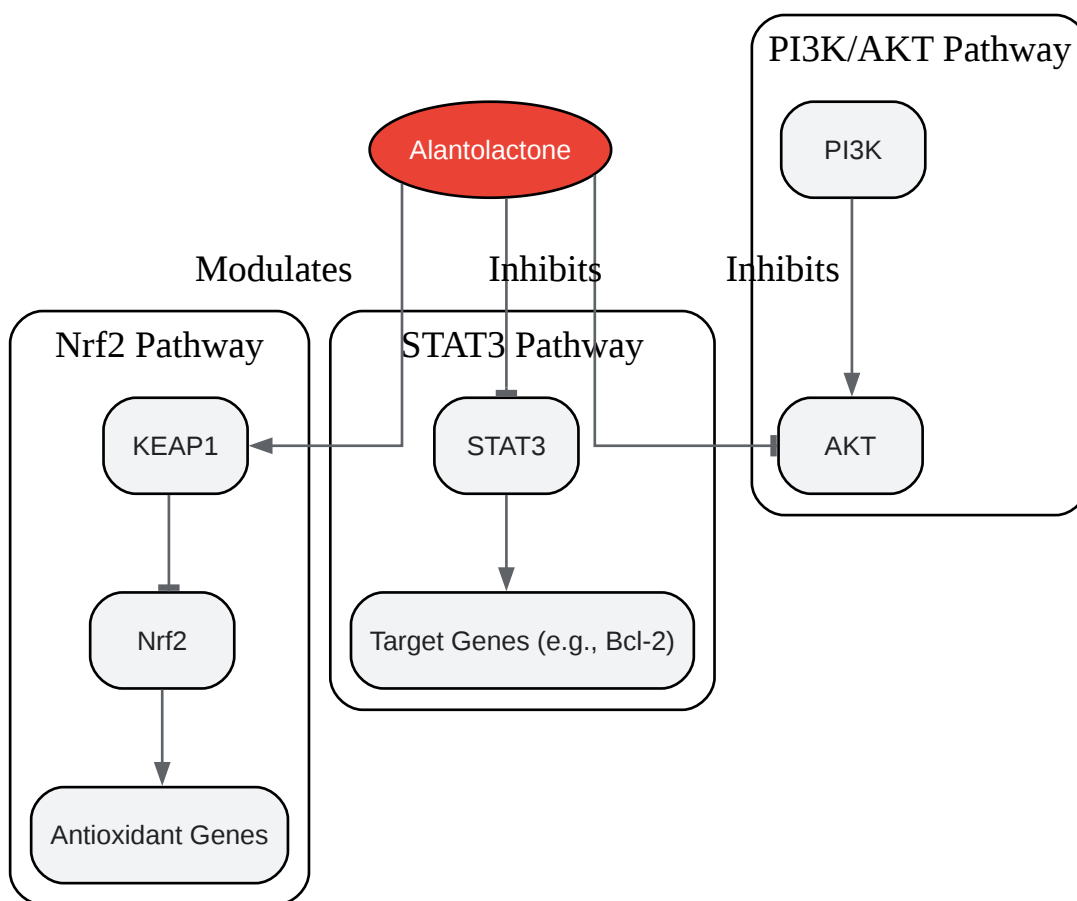 PI3K/AKT Pathway
Alantolactone
PI3K
Modulates
Inhibits
Inhibits
Nrf2 Pathway
STAT3 Pathway
KEAP1
STAT3
AKT
Nrf2
Target Genes (e.g., Bcl-2)
Antioxidant Genes